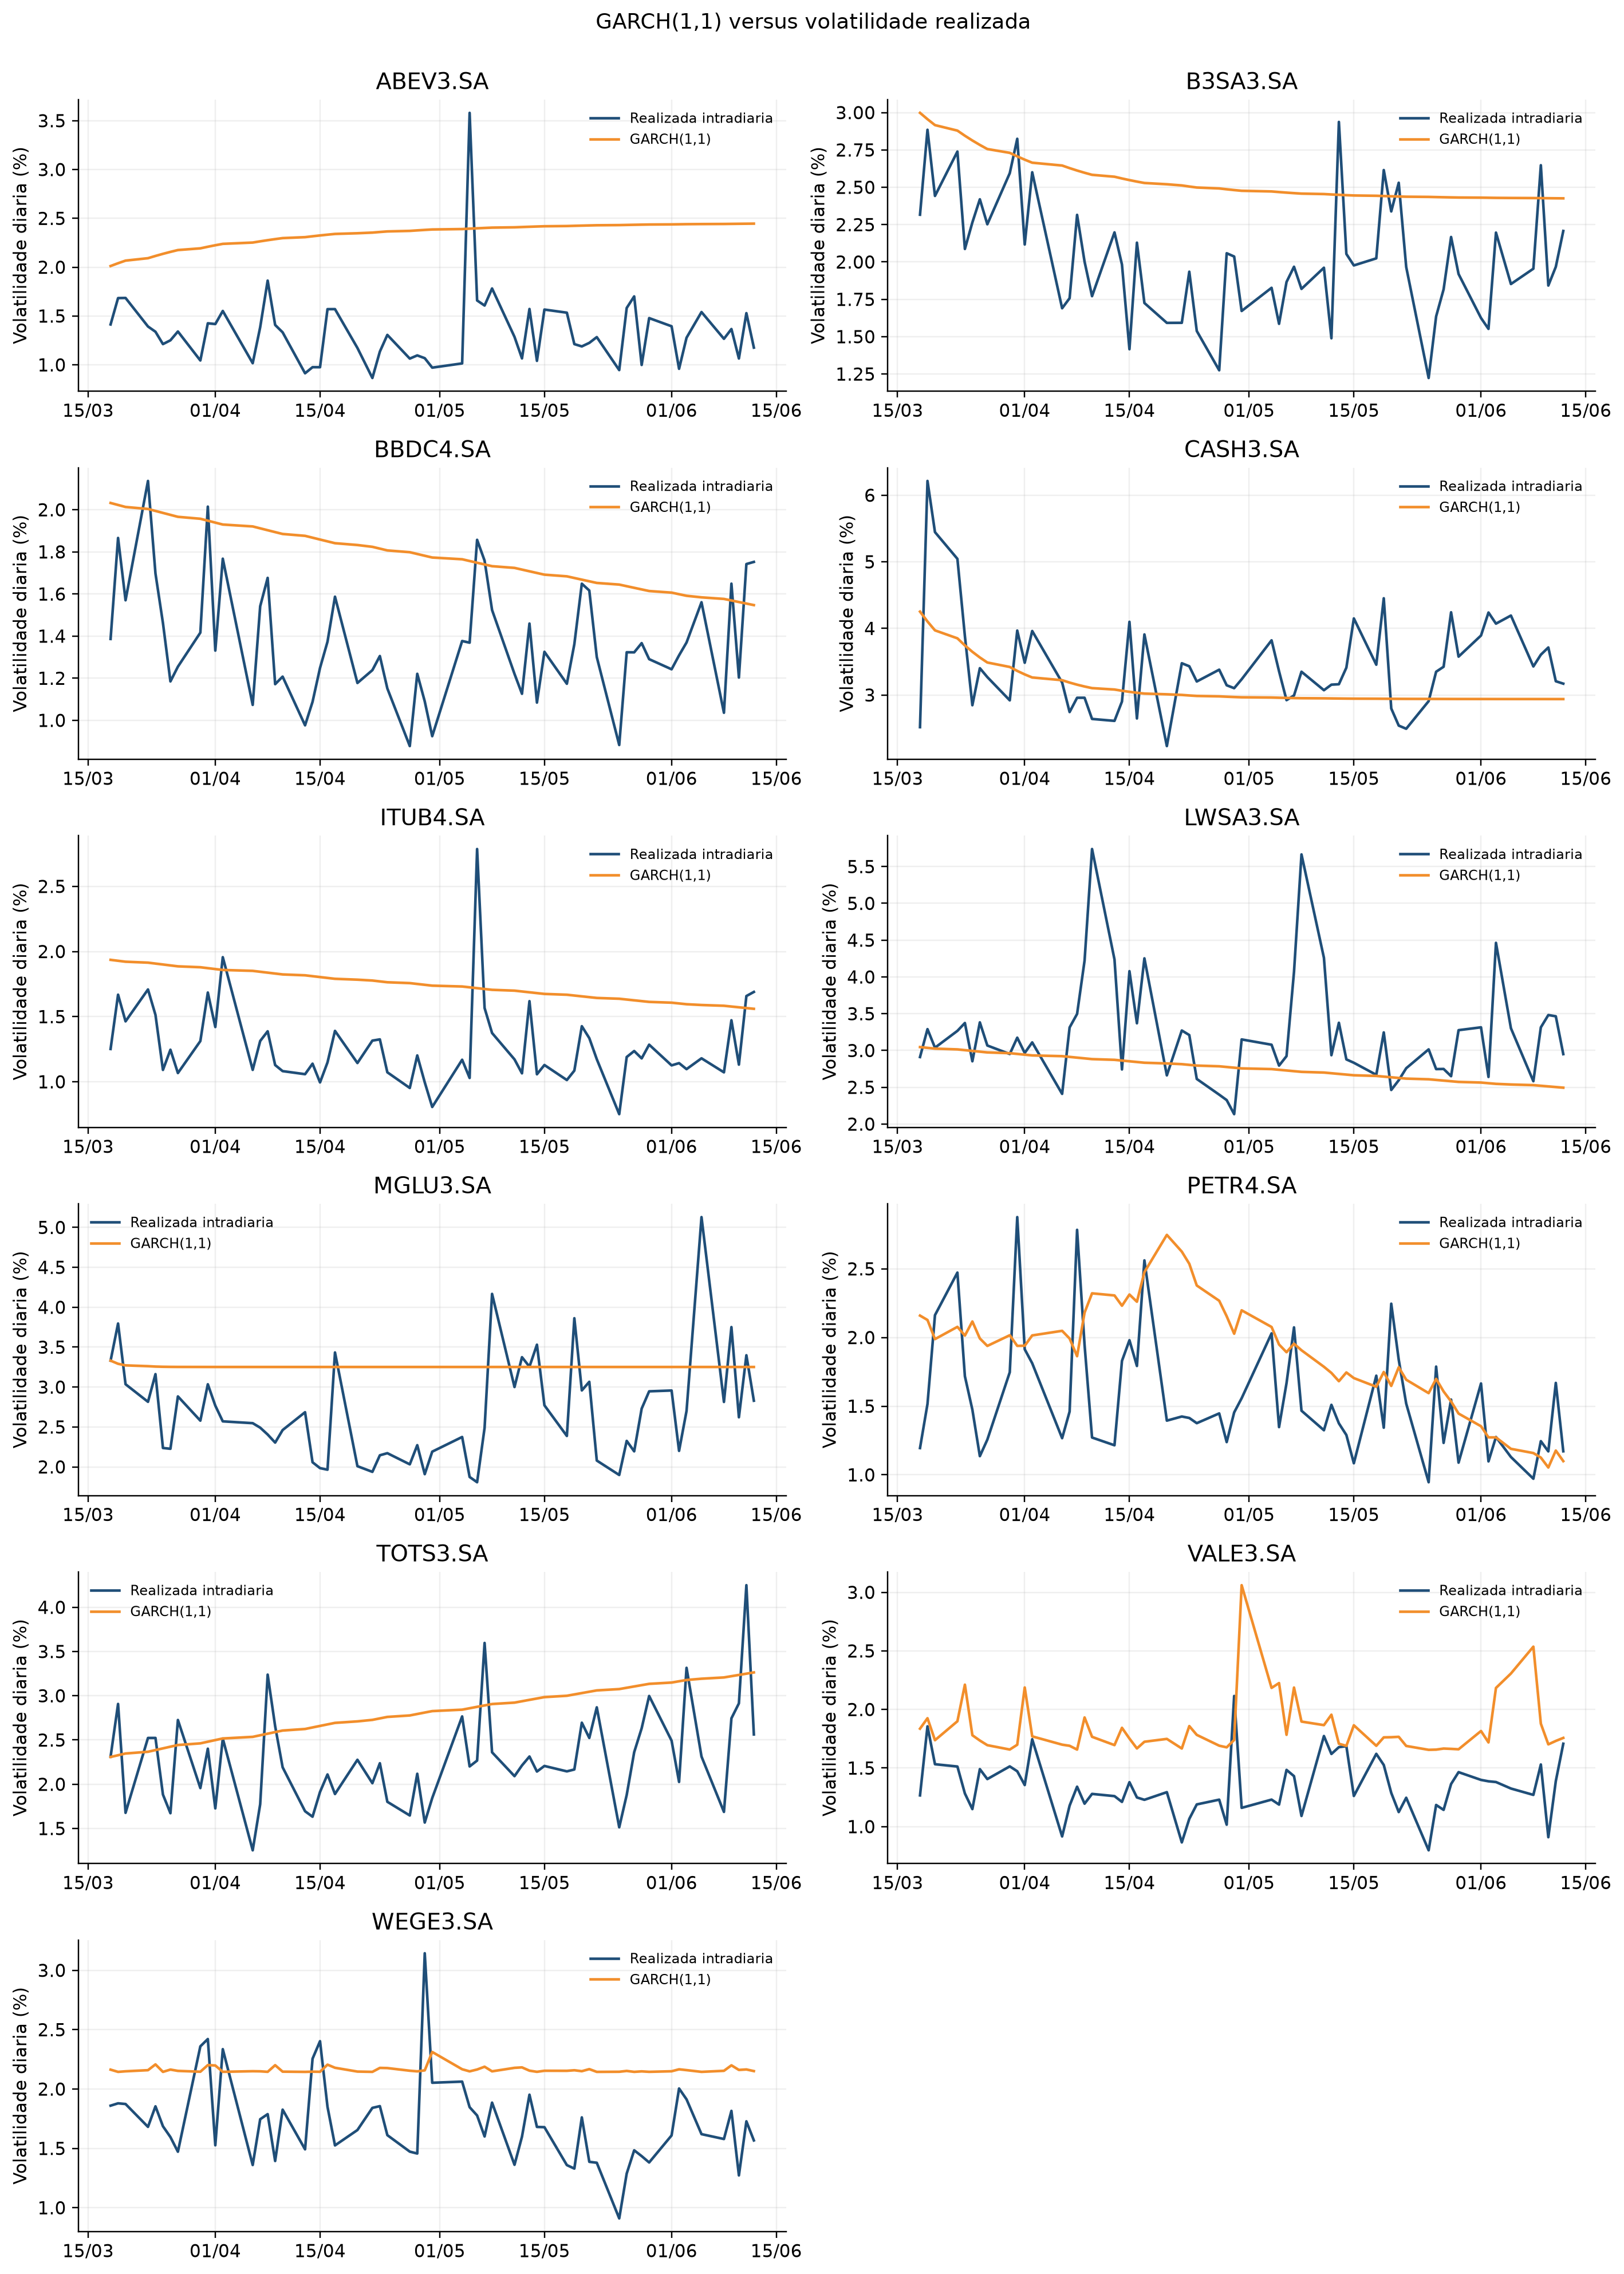 GARCH(1,1) versus volatilidade realizada
ABEV3.SA
Volatilidade diaria (%)
3.5
3.0
2.5
2.0
1.5
1.0
Realizada intradiaria
GARCH(1,1)
15/03 01/04 15/04 01/05 15/05 01/06 15/06
B3SA3.SA
Volatilidade diaria (%)
3.00
2.75
2.50
2.25
2.00
1.75
1.50
1.25
Realizada intradiaria
GARCH(1,1)
15/03 01/04 15/04 01/05 15/05 01/06 15/06
BBDC4.SA
Volatilidade diaria (%)
2.0
1.8
1.6
1.4
1.2
1.0
Realizada intradiaria
GARCH(1,1)
15/03 01/04 15/04 01/05 15/05 01/06 15/06
CASH3.SA
Volatilidade diaria (%)
6
5
4
3
Realizada intradiaria
GARCH(1,1)
15/03 01/04 15/04 01/05 15/05 01/06 15/06
ITUB4.SA
Volatilidade diaria (%)
2.5
2.0
1.5
1.0
Realizada intradiaria
GARCH(1,1)
15/03 01/04 15/04 01/05 15/05 01/06 15/06
LWSA3.SA
Volatilidade diaria (%)
5.5
5.0
4.5
4.0
3.5
3.0
2.5
2.0
Realizada intradiaria
GARCH(1,1)
15/03 01/04 15/04 01/05 15/05 01/06 15/06
MGLU3.SA
Volatilidade diaria (%)
5.0
4.5
4.0
3.5
3.0
2.5
2.0
Realizada intradiaria
GARCH(1,1)
15/03 01/04 15/04 01/05 15/05 01/06 15/06
PETR4.SA
Volatilidade diaria (%)
2.5
2.0
1.5
1.0
Realizada intradiaria
GARCH(1,1)
15/03 01/04 15/04 01/05 15/05 01/06 15/06
TOTS3.SA
Volatilidade diaria (%)
4.0
3.5
3.0
2.5
2.0
1.5
Realizada intradiaria
GARCH(1,1)
15/03 01/04 15/04 01/05 15/05 01/06 15/06
VALE3.SA
Volatilidade diaria (%)
3.0
2.5
2.0
1.5
1.0
Realizada intradiaria
GARCH(1,1)
15/03 01/04 15/04 01/05 15/05 01/06 15/06
WEGE3.SA
Volatilidade diaria (%)
3.0
2.5
2.0
1.5
1.0
Realizada intradiaria
GARCH(1,1)
15/03 01/04 15/04 01/05 15/05 01/06 15/06